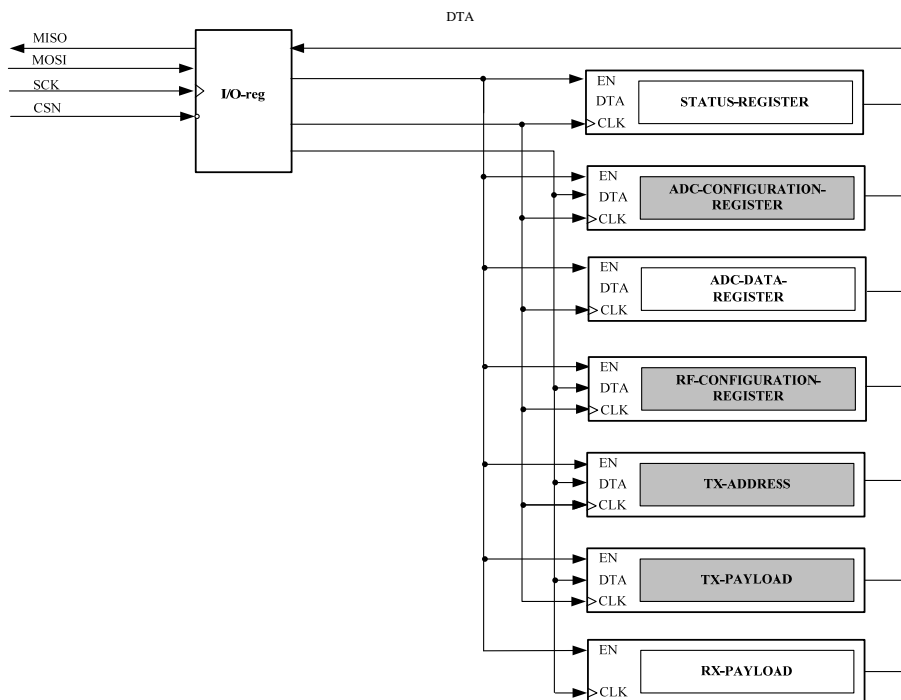 DTA
MISO
MOSI
SCK
CSN
I/O-reg
EN
DTA
CLK
STATUS-REGISTER
EN
DTA
CLK
ADC-CONFIGURATION-
REGISTER
EN
DTA
CLK
ADC-DATA-
REGISTER
EN
DTA
CLK
RF-CONFIGURATION-
REGISTER
EN
DTA
CLK
TX-ADDRESS
EN
DTA
CLK
TX-PAYLOAD
EN
CLK
RX-PAYLOAD